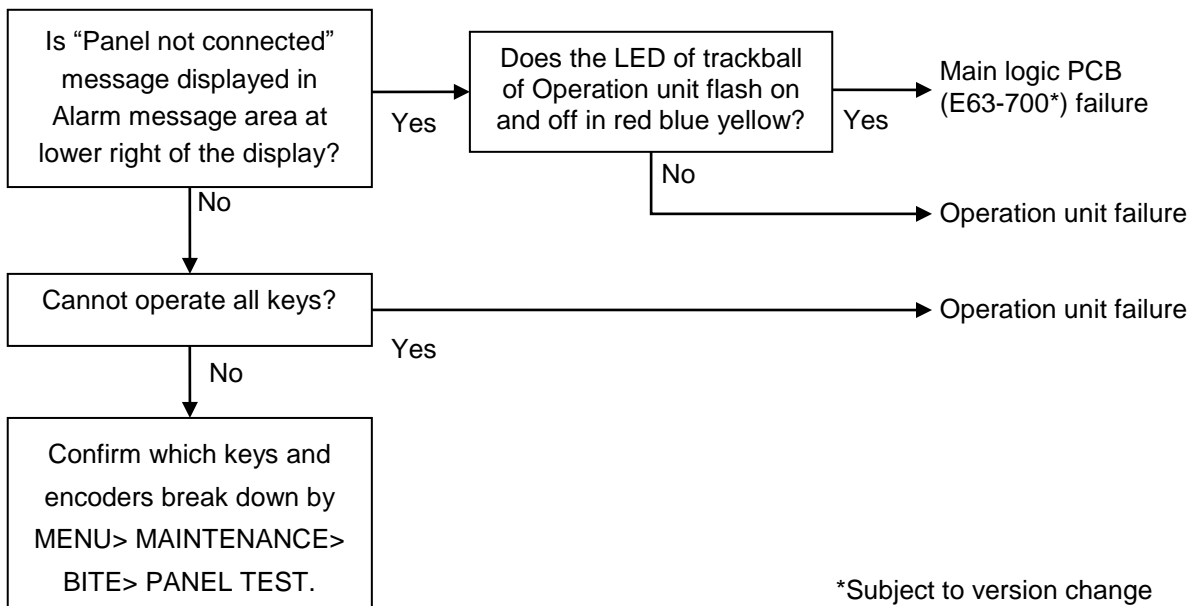 Is “Panel not connected”
message displayed in
Alarm message area at
lower right of the display?
Yes
Does the LED of trackball
of Operation unit flash on
and off in red blue yellow?
Yes
Main logic PCB
(E63-700*) failure
No
Operation unit failure
No
Cannot operate all keys?
Yes
Operation unit failure
No
Confirm which keys and
encoders break down by
MENU> MAINTENANCE>
BITE> PANEL TEST.
*Subject to version change